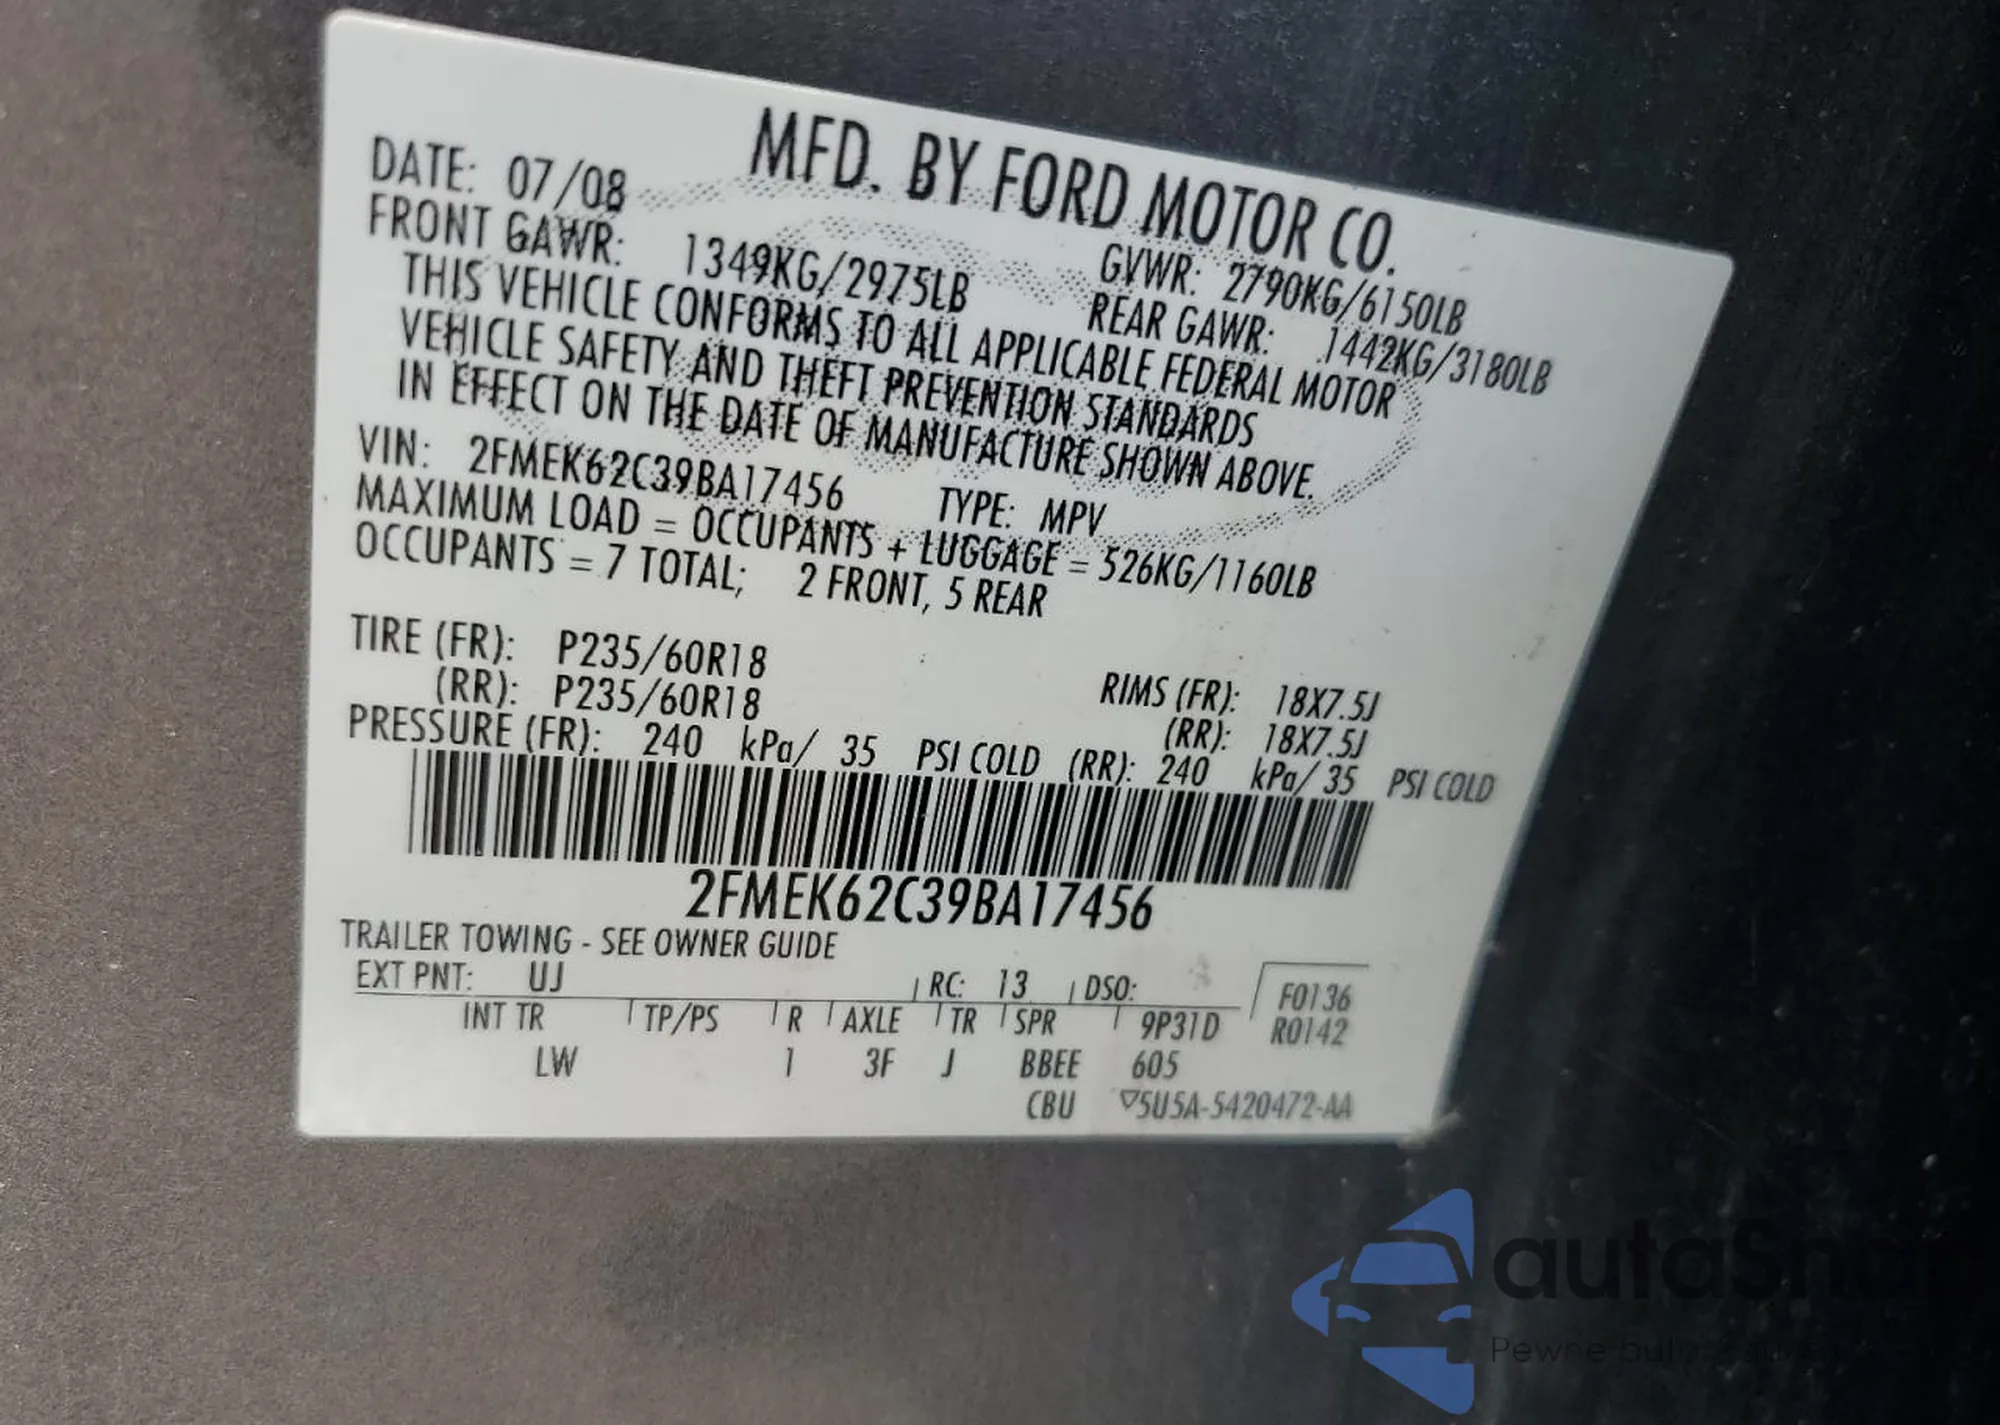 MFD. BY FORD MOTOR CO.
DATE: 07/08
GVWR: 2790KG/6150LB
FRONT GAWR: 1349KG/2975LB
REAR GAWR: 1442KG/3180LB
THIS VEHICLE CONFORMS TO ALL APPLICABLE FEDERAL MOTOR
VEHICLE SAFETY AND THEFT PREVENTION STANDARDS
IN EFFECT ON THE DATE OF MANUFACTURE SHOWN ABOVE.
VIN: 2FMEK62C39BA17456 TYPE: MPV
MAXIMUM LOAD = OCCUPANTS + LUGGAGE = 526KG/1160LB
OCCUPANTS = 7 TOTAL; 2 FRONT, 5 REAR
TIRE (FR): P235/60R18 RIMS (FR): 18X7.5J
(RR): P235/60R18 (RR): 18X7.5J
PRESSURE (FR): 240 kPa/ 35 PSI COLD (RR): 240 kPa/ 35 PSI COLD
2FMEK62C39BA17456
TRAILER TOWING - SEE OWNER GUIDE
EXT PNT: UJ RC: 13 DSO: F0136
INT TR TP/PS R AXLE TR SPR 9P31D R0142
LW 1 3F J BBEE 605
CBU ▽5U5A-5420472-AA
autaSna
Pewne